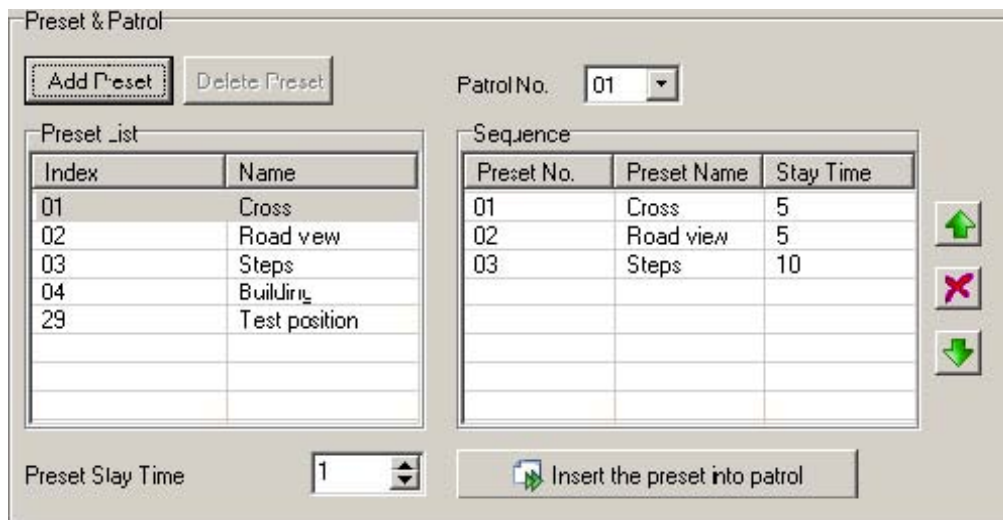 Preset & Patrol
Add Preset Delete Preset Patrol No. 01
Preset List Sequence
Index Name Preset No. Preset Name Stay Time
01 Cross 01 Cross 5
02 Road view 02 Road view 5
03 Steps 03 Steps 10
04 Building
29 Test position
Preset Stay Time 1 Insert the preset into patrol